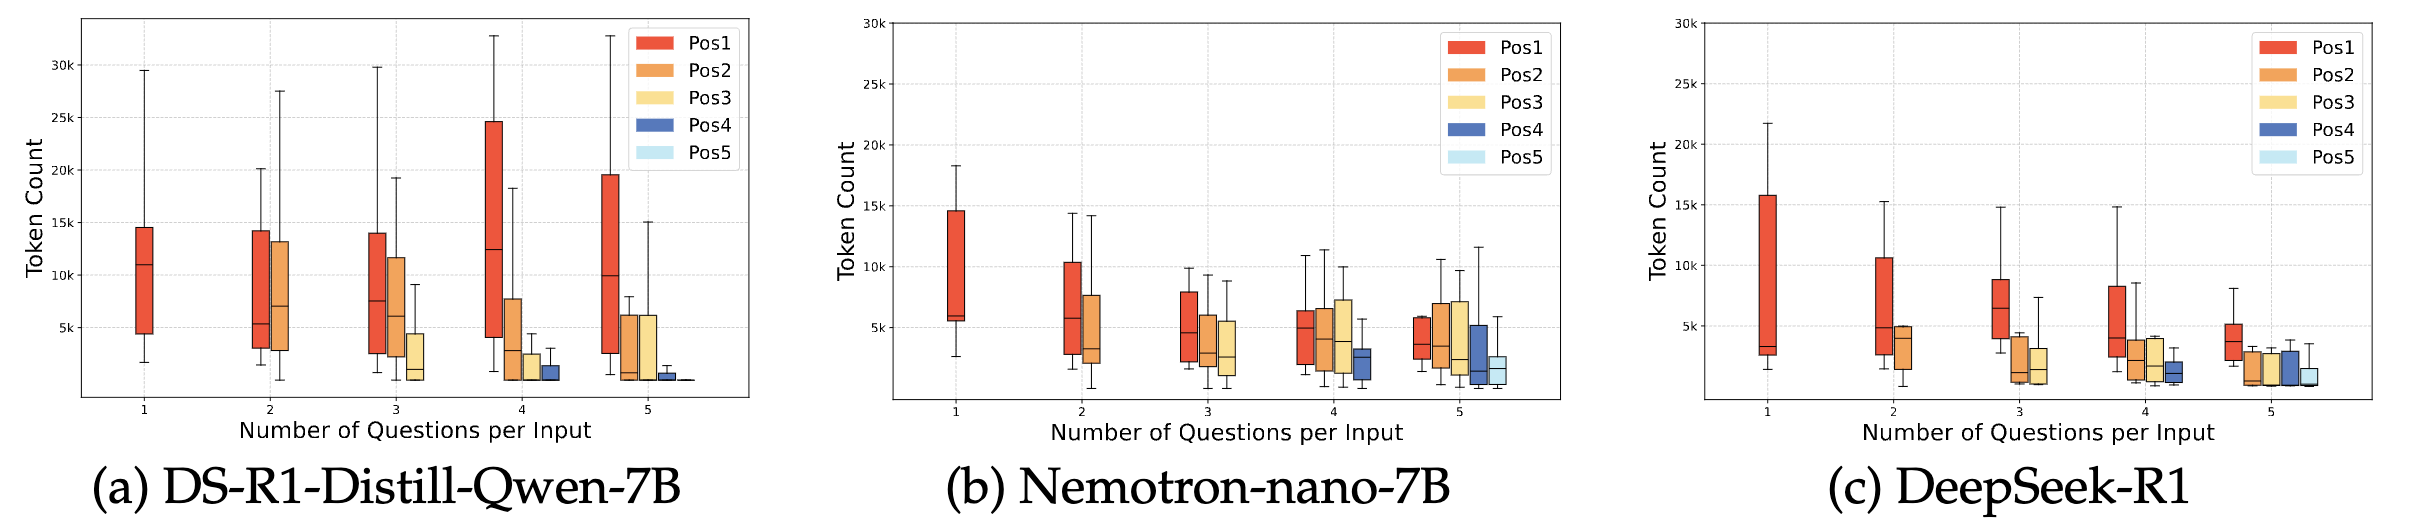 30k
25k
20k
15k
10k
5k
Token Count
1 2 3 4 5
Number of Questions per Input
Pos1
Pos2
Pos3
Pos4
Pos5
(a) DS-R1-Distill-Qwen-7B
30k
25k
20k
15k
10k
5k
Token Count
1 2 3 4 5
Number of Questions per Input
Pos1
Pos2
Pos3
Pos4
Pos5
(b) Nemotron-nano-7B
30k
25k
20k
15k
10k
5k
Token Count
1 2 3 4 5
Number of Questions per Input
Pos1
Pos2
Pos3
Pos4
Pos5
(c) DeepSeek-R1